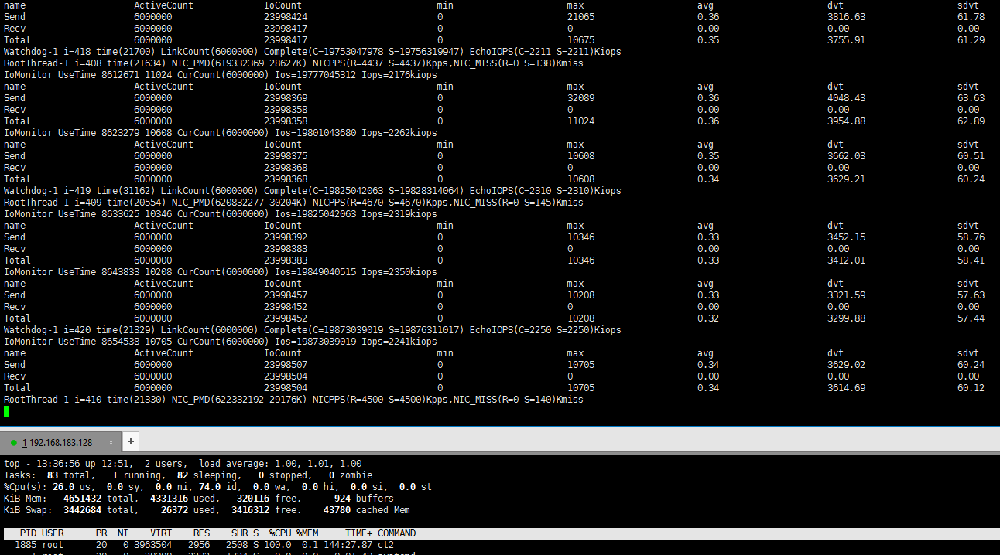 name ActiveCount IoCount min max avg dvt sdvt
Send 6000000 23998424 0 21065 0.36 3816.63 61.78
Recv 6000000 23998417 0 0 0.00 0.00 0.00
Total 6000000 23998417 0 10675 0.35 3755.91 61.29
Watchdog-1 i=418 time(21700) LinkCount(6000000) Complete(C=19753047978 S=19756319947) EchoIOPS(C=2211 S=2211)Kiops
RootThread-1 i=408 time(21634) NIC_PMD(619332369 28627K) NICPPS(R=4437 S=4437)Kpps,NIC_MISS(R=0 S=138)Kmiss
IoMonitor UseTime 8612671 11024 CurCount(6000000) Ios=19777045312 Iops=2176kiops
name ActiveCount IoCount min max avg dvt sdvt
Send 6000000 23998369 0 32089 0.36 4048.43 63.63
Recv 6000000 23998358 0 0 0.00 0.00 0.00
Total 6000000 23998358 0 11024 0.36 3954.88 62.89
IoMonitor UseTime 8623279 10608 CurCount(6000000) Ios=19801043680 Iops=2262kiops
name ActiveCount IoCount min max avg dvt sdvt
Send 6000000 23998375 0 10608 0.35 3662.03 60.51
Recv 6000000 23998368 0 0 0.00 0.00 0.00
Total 6000000 23998368 0 10608 0.34 3629.21 60.24
Watchdog-1 i=419 time(31162) LinkCount(6000000) Complete(C=19825042063 S=19828314064) EchoIOPS(C=2310 S=2310)Kiops
RootThread-1 i=409 time(20554) NIC_PMD(620832277 30204K) NICPPS(R=4670 S=4670)Kpps,NIC_MISS(R=0 S=145)Kmiss
IoMonitor UseTime 8633625 10346 CurCount(6000000) Ios=19825042063 Iops=2319kiops
name ActiveCount IoCount min max avg dvt sdvt
Send 6000000 23998392 0 10346 0.33 3452.15 58.76
Recv 6000000 23998383 0 0 0.00 0.00 0.00
Total 6000000 23998383 0 10346 0.33 3412.01 58.41
IoMonitor UseTime 8643833 10208 CurCount(6000000) Ios=19849040515 Iops=2350kiops
name ActiveCount IoCount min max avg dvt sdvt
Send 6000000 23998457 0 10208 0.33 3321.59 57.63
Recv 6000000 23998452 0 0 0.00 0.00 0.00
Total 6000000 23998452 0 10208 0.32 3299.88 57.44
Watchdog-1 i=420 time(21329) LinkCount(6000000) Complete(C=19873039019 S=19876311017) EchoIOPS(C=2250 S=2250)Kiops
IoMonitor UseTime 8654538 10705 CurCount(6000000) Ios=19873039019 Iops=2241kiops
name ActiveCount IoCount min max avg dvt sdvt
Send 6000000 23998507 0 10705 0.34 3629.02 60.24
Recv 6000000 23998504 0 0 0.00 0.00 0.00
Total 6000000 23998504 0 10705 0.34 3614.69 60.12
RootThread-1 i=410 time(21330) NIC_PMD(622332192 29176K) NICPPS(R=4500 S=4500)Kpps,NIC_MISS(R=0 S=140)Kmiss
1 192.168.183.128 × +
top - 13:36:56 up 12:51, 2 users, load average: 1.00, 1.01, 1.00
Tasks: 83 total, 1 running, 82 sleeping, 0 stopped, 0 zombie
%Cpu(s): 26.0 us, 0.0 sy, 0.0 ni, 74.0 id, 0.0 wa, 0.0 hi, 0.0 si, 0.0 st
KiB Mem: 4651432 total, 4331316 used, 320116 free, 924 buffers
KiB Swap: 3442684 total, 26372 used, 3416312 free. 43780 cached Mem
PID USER PR NI VIRT RES SHR S %CPU %MEM TIME+ COMMAND
1885 root 20 0 3963504 2956 2508 S 100.0 0.1 144:27.87 ct2